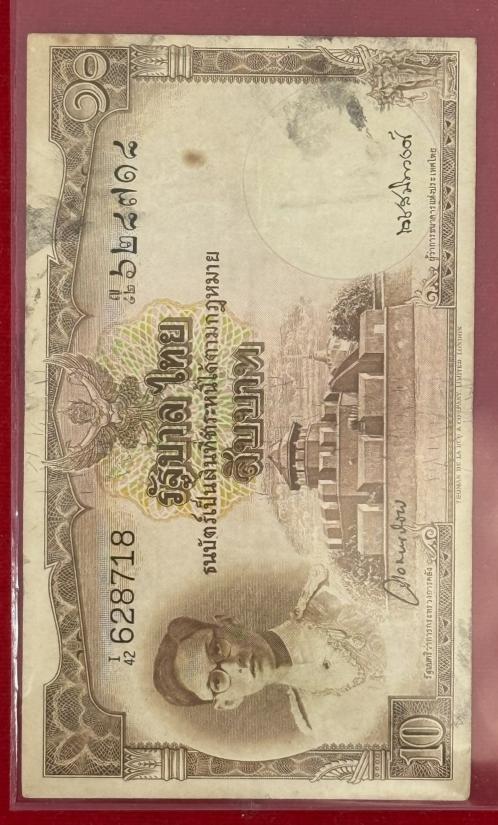 ๑๐
I
42 628718
ฏ
๔๒ ๖๒๘๗๑๘
รัฐบาลไทย
ธนบัตร์เป็นเงินที่ชำระหนี้ได้ตามกฎหมาย
สิบบาท
รัฐมนตรีว่าการกระทรวงการคลัง
ผู้ว่าการธนาคารแห่งประเทศไทย
10
๑๐
THOMAS DE LA RUE & COMPANY, LIMITED, LONDON.